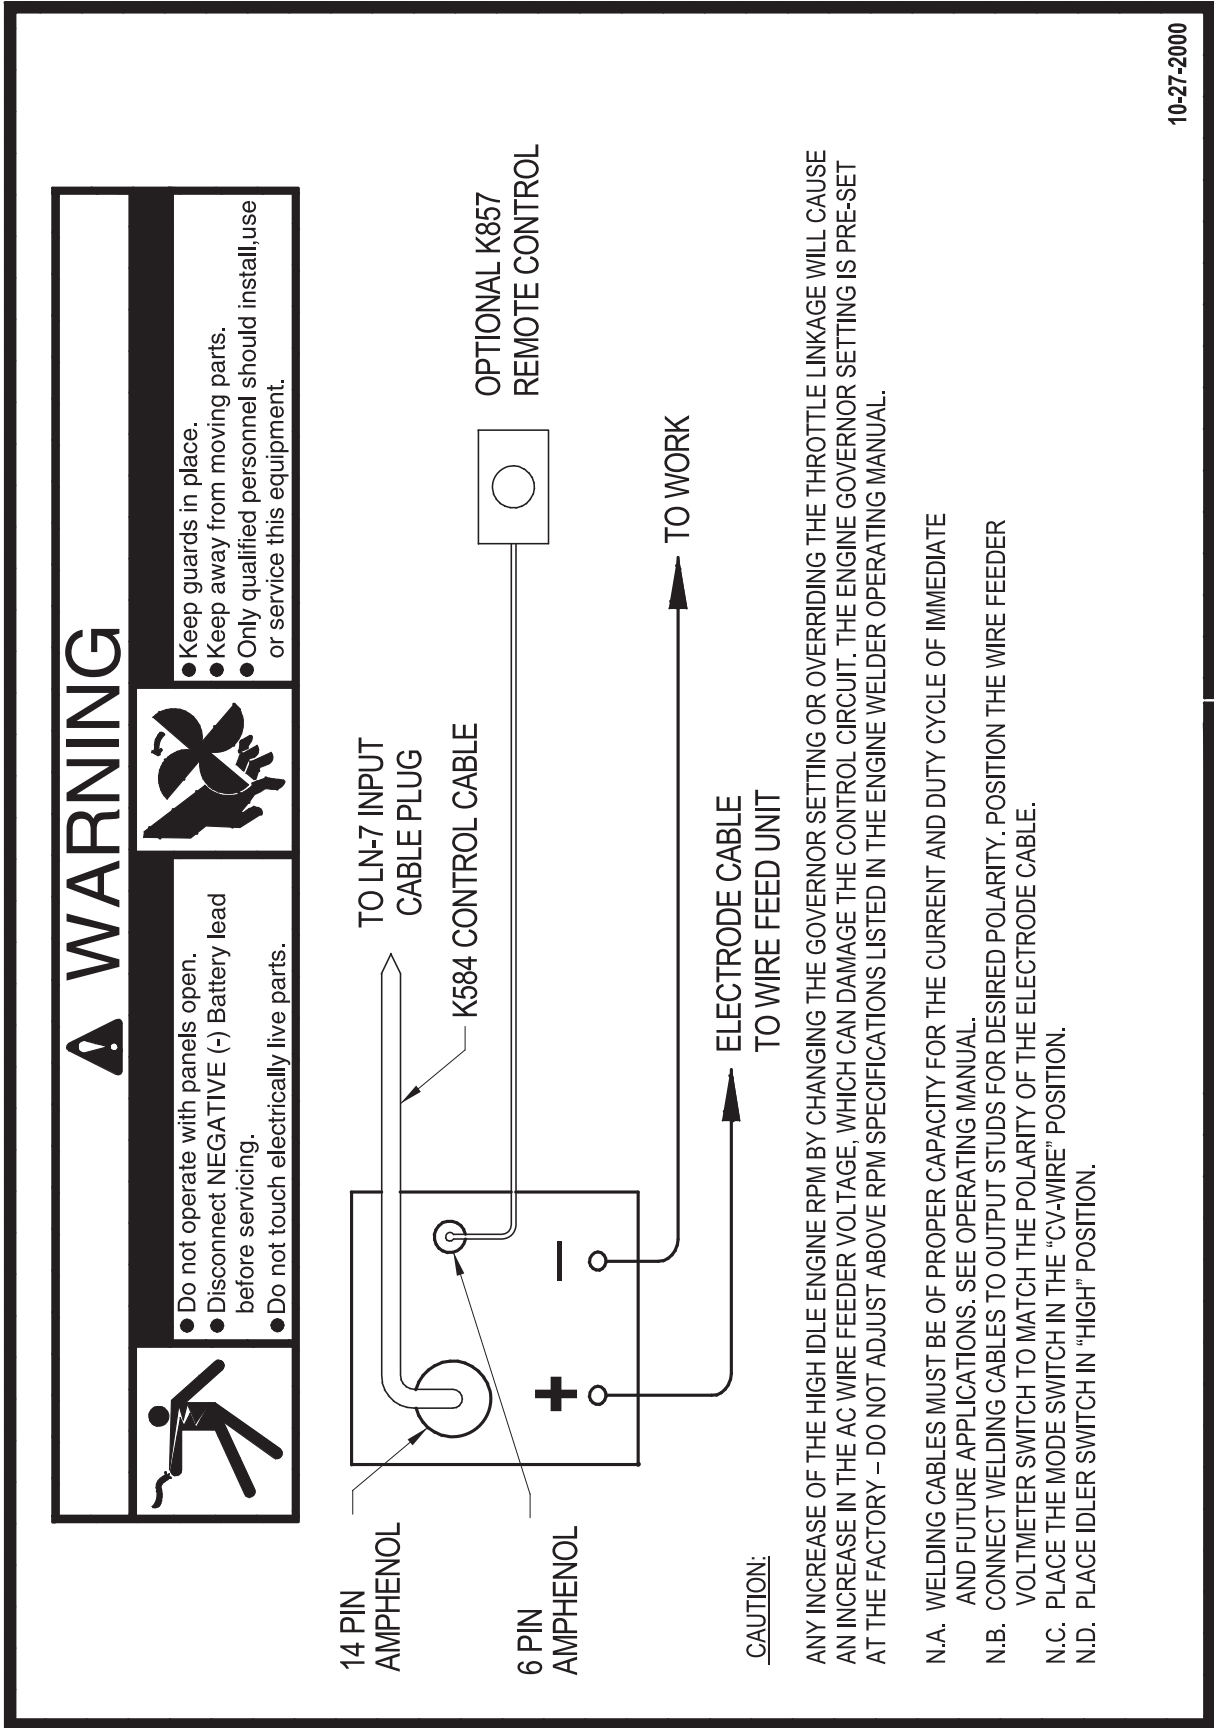 WARNING
● Do not operate with panels open.
● Disconnect NEGATIVE (-) Battery lead
before servicing.
● Do not touch electrically live parts.
● Keep guards in place.
● Keep away from moving parts.
● Only qualified personnel should install,use
or service this equipment.
14 PIN
AMPHENOL
6 PIN
AMPHENOL
TO LN-7 INPUT
CABLE PLUG
K584 CONTROL CABLE
OPTIONAL K857
REMOTE CONTROL
+
–
TO WORK
ELECTRODE CABLE
TO WIRE FEED UNIT
CAUTION:
ANY INCREASE OF THE HIGH IDLE ENGINE RPM BY CHANGING THE GOVERNOR SETTING OR OVERRIDING THE THROTTLE LINKAGE WILL CAUSE
AN INCREASE IN THE AC WIRE FEEDER VOLTAGE, WHICH CAN DAMAGE THE CONTROL CIRCUIT. THE ENGINE GOVERNOR SETTING IS PRE-SET
AT THE FACTORY – DO NOT ADJUST ABOVE RPM SPECIFICATIONS LISTED IN THE ENGINE WELDER OPERATING MANUAL.
N.A. WELDING CABLES MUST BE OF PROPER CAPACITY FOR THE CURRENT AND DUTY CYCLE OF IMMEDIATE
AND FUTURE APPLICATIONS. SEE OPERATING MANUAL.
N.B. CONNECT WELDING CABLES TO OUTPUT STUDS FOR DESIRED POLARITY. POSITION THE WIRE FEEDER
VOLTMETER SWITCH TO MATCH THE POLARITY OF THE ELECTRODE CABLE.
N.C. PLACE THE MODE SWITCH IN THE "CV-WIRE" POSITION.
N.D. PLACE IDLER SWITCH IN "HIGH" POSITION.
10-27-2000